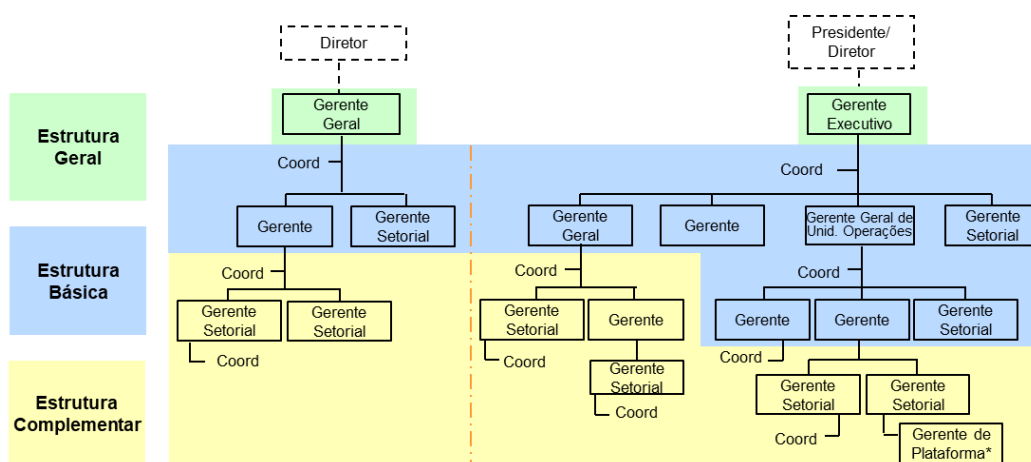 Diretor
Presidente/
Diretor
Estrutura
Geral
Gerente
Geral
Gerente
Executivo
Coord
Coord
Estrutura
Básica
Gerente
Gerente
Setorial
Gerente
Geral
Gerente
Gerente Geral de
Unid. Operações
Gerente
Setorial
Coord
Coord
Coord
Gerente
Setorial
Gerente
Setorial
Gerente
Setorial
Gerente
Gerente
Gerente
Gerente
Setorial
Coord
Coord
Coord
Estrutura
Complementar
Gerente
Setorial
Coord
Gerente
Setorial
Gerente
Setorial
Coord
Gerente de
Plataforma*